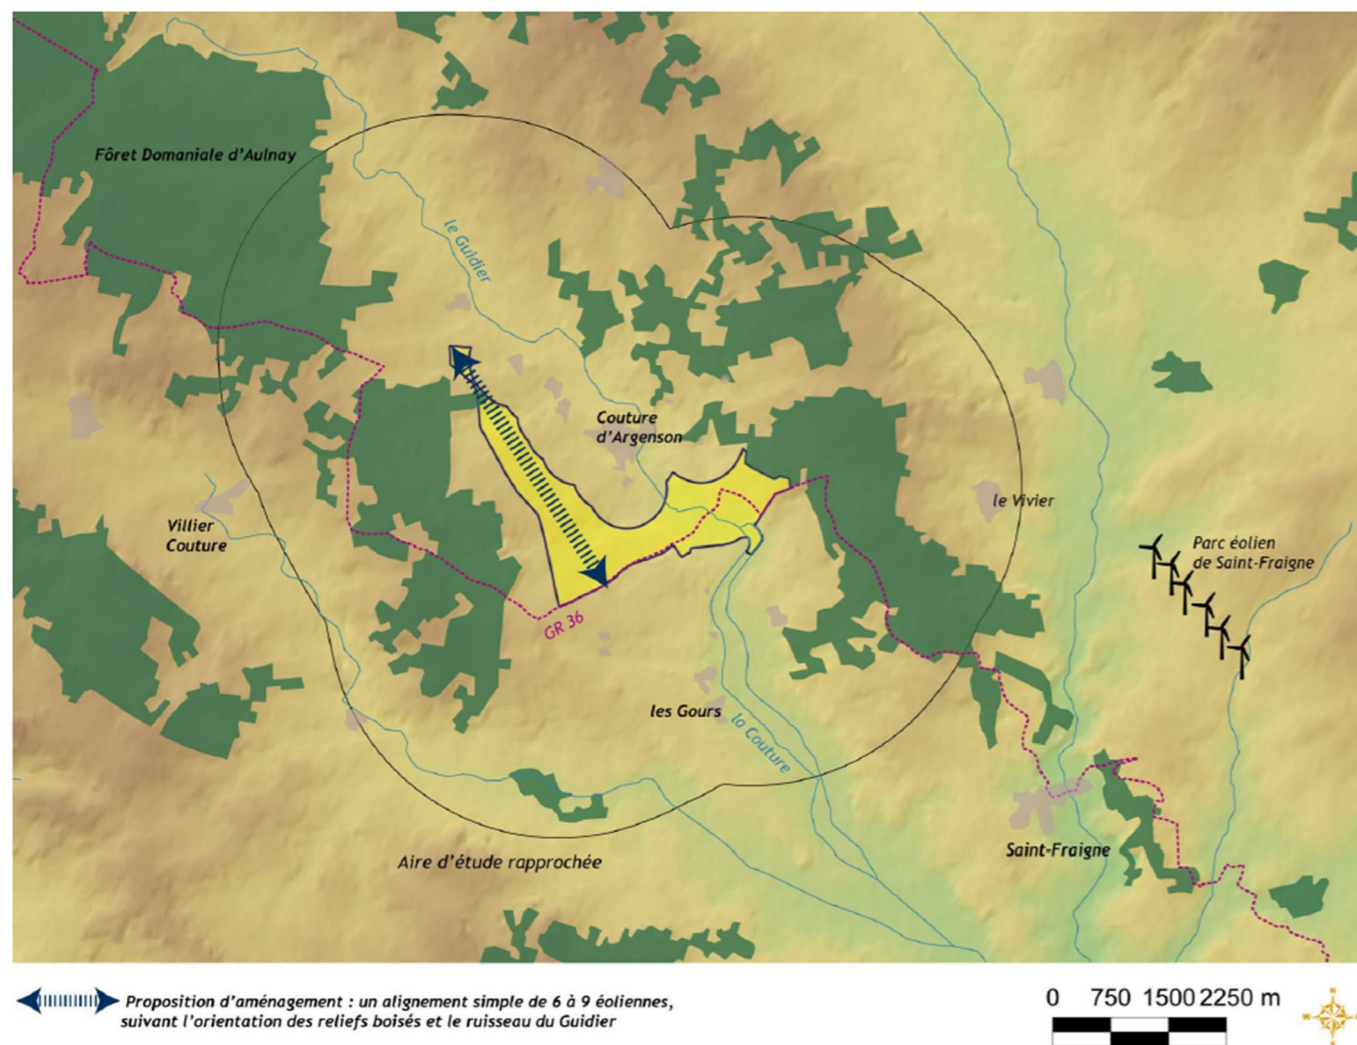 Fôret Domaniale d'Aulnay
le Guidier
Couture
d'Argenson
le Vivier
Villier
Couture
Parc éolien
de Saint-Fraigne
GR 36
les Gours
la Couture
Saint-Fraigne
Aire d'étude rapprochée
Proposition d'aménagement : un alignement simple de 6 à 9 éoliennes,
suivant l'orientation des reliefs boisés et le ruisseau du Guidier
0 750 1500 2250 m